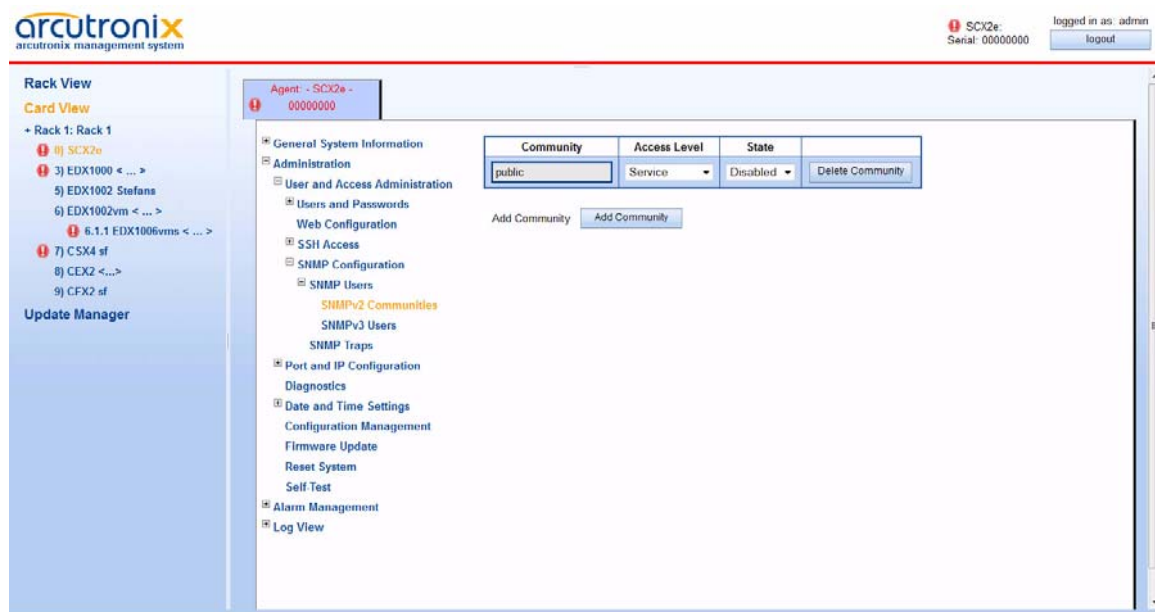 arcutronix
arcutronix management system
SCX2e:
Serial: 00000000
logged in as: admin
logout
Rack View
Card View
+ Rack 1: Rack 1
0) SCX2e
3) EDX1000 < ... >
5) EDX1002 Stefans
6) EDX1002vm < ... >
6.1.1 EDX1006vms < ... >
7) CSX4 sf
8) CEX2 <...>
9) CFX2 sf
Update Manager
Agent: - SCX2e -
00000000
General System Information
Administration
User and Access Administration
Users and Passwords
Web Configuration
SSH Access
SNMP Configuration
SNMP Users
SNMPv2 Communities
SNMPv3 Users
SNMP Traps
Port and IP Configuration
Diagnostics
Date and Time Settings
Configuration Management
Firmware Update
Reset System
Self-Test
Alarm Management
Log View
Community Access Level State
public Service Disabled Delete Community
Add Community Add Community